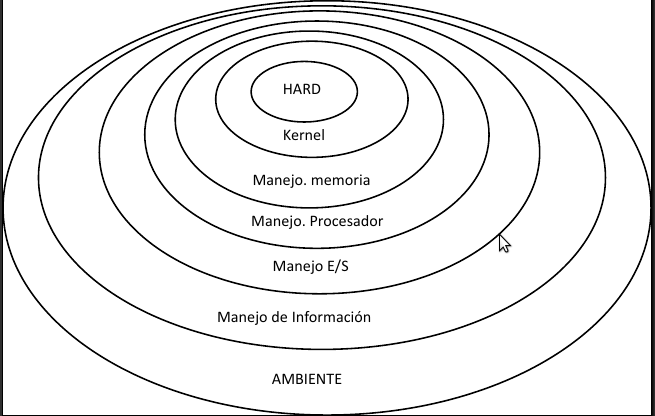 HARD
Kernel
Manejo. memoria
Manejo. Procesador
Manejo E/S
Manejo de Información
AMBIENTE